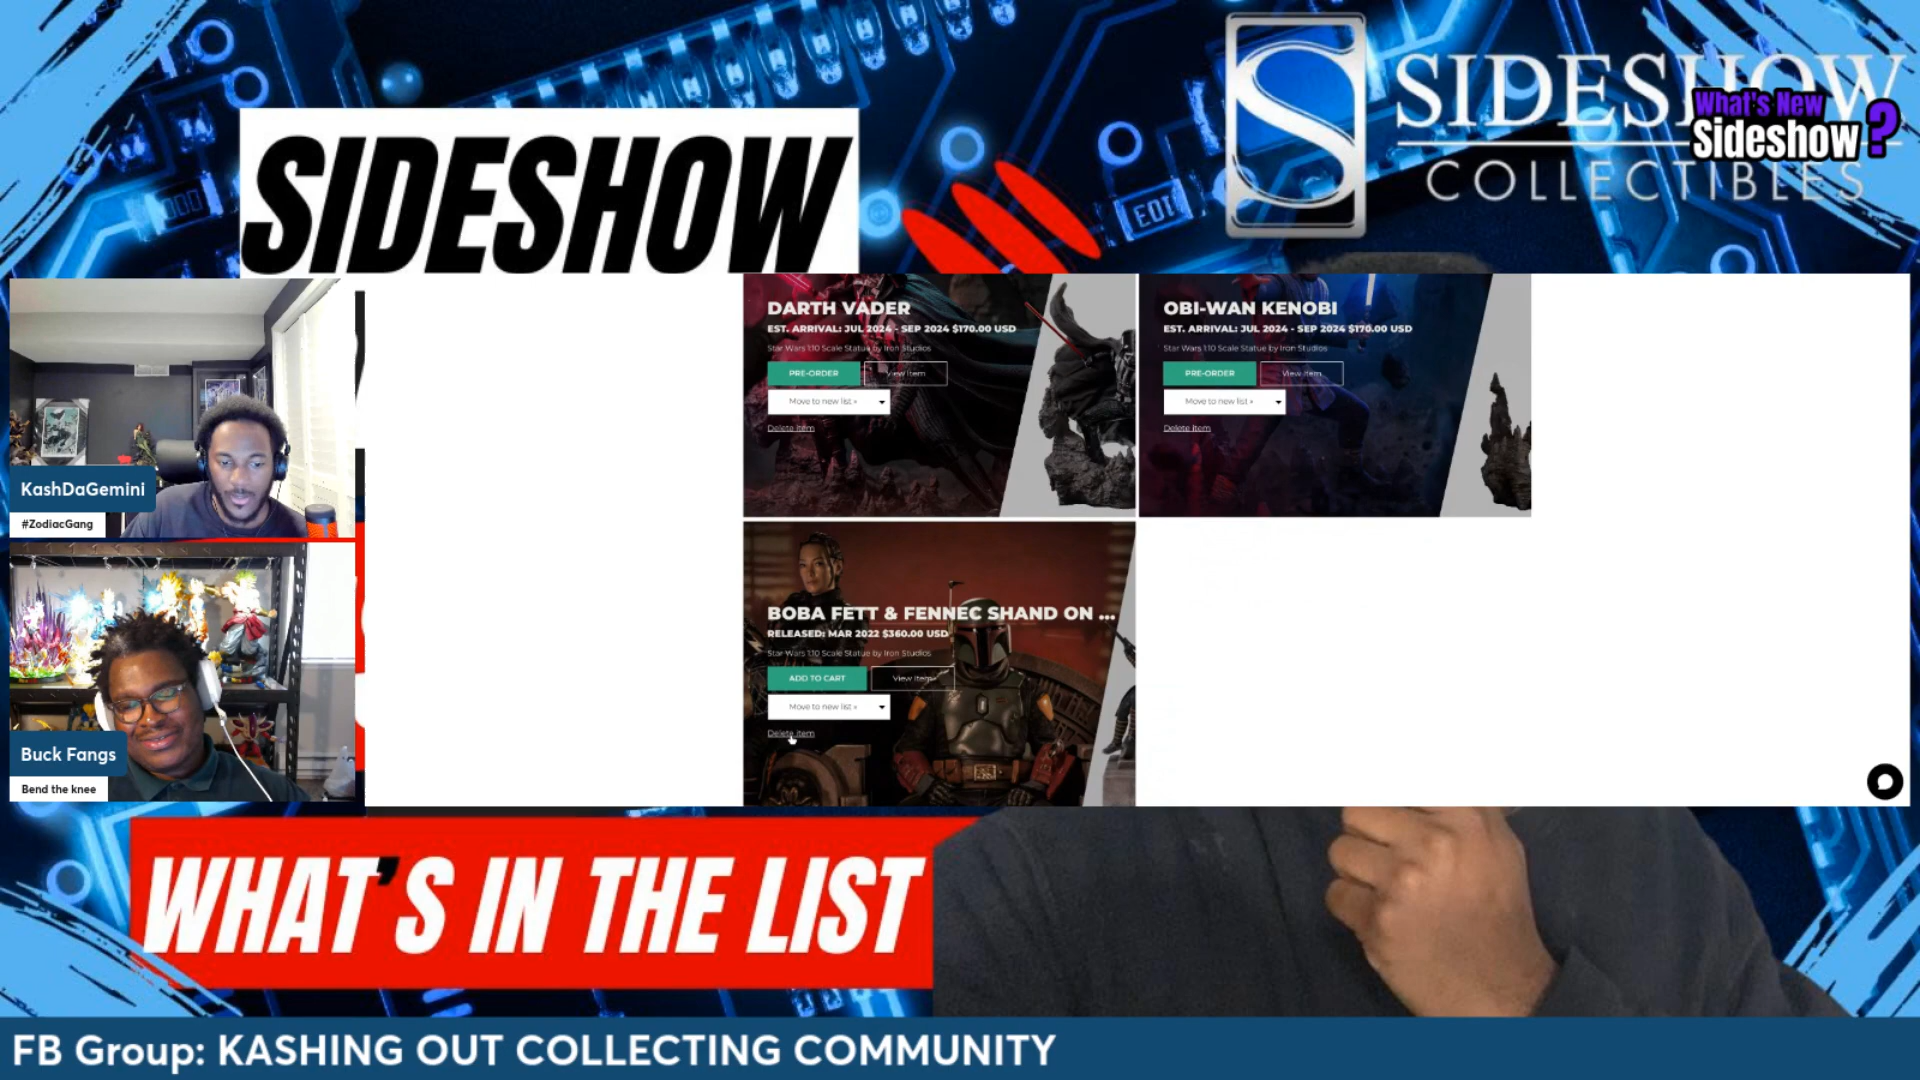 SIDESHOW
SIDESHOW
COLLECTIBLES
What's New
Sideshow?
E01
DARTH VADER
EST. ARRIVAL: JUL 2024 - SEP 2024 $170.00 USD
Star Wars 1:10 Scale Statue by Iron Studios
PRE-ORDER
View Item
Move to new list »
Delete item
OBI-WAN KENOBI
EST. ARRIVAL: JUL 2024 - SEP 2024 $170.00 USD
Star Wars 1:10 Scale Statue by Iron Studios
PRE-ORDER
View Item
Move to new list »
Delete item
BOBA FETT & FENNEC SHAND ON ...
RELEASED: MAR 2022 $360.00 USD
Star Wars 1:10 Scale Statue by Iron Studios
ADD TO CART
View Item
Move to new list »
Delete item
KashDaGemini
#ZodiacGang
Buck Fangs
Bend the knee
WHAT'S IN THE LIST
FB Group: KASHING OUT COLLECTING COMMUNITY